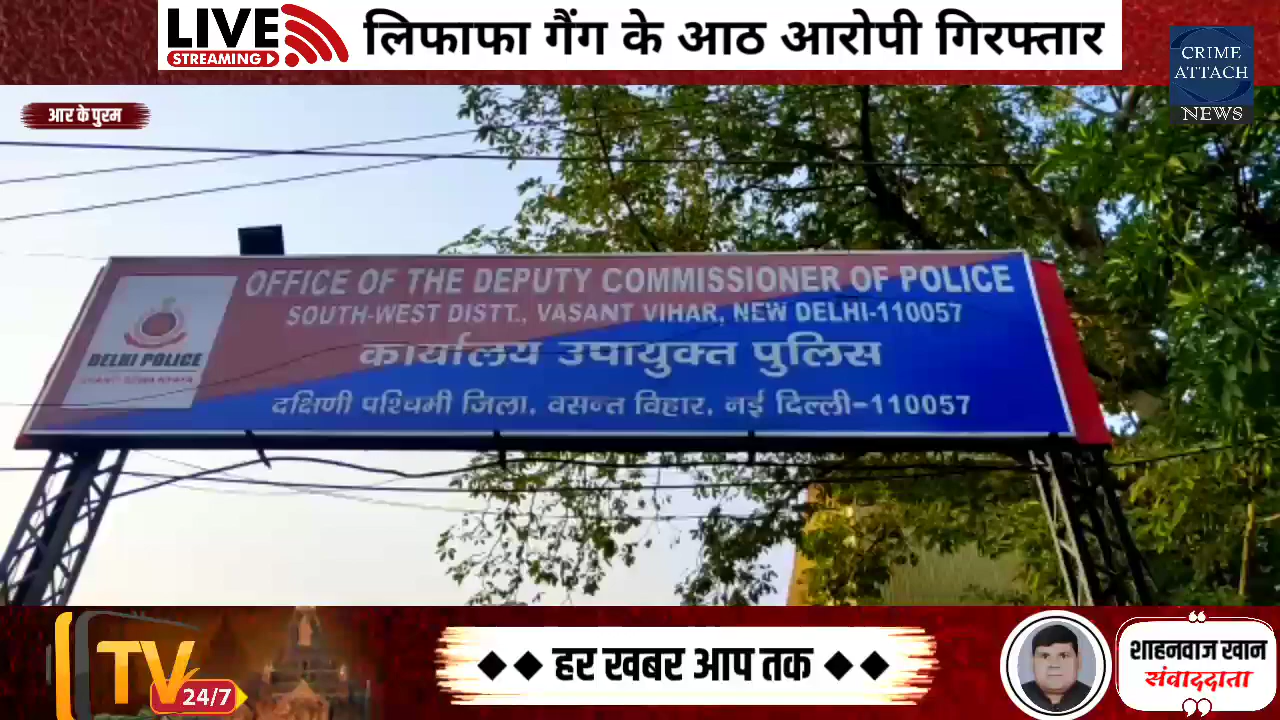 LIVE
STREAMING
लिफाफा गैंग के आठ आरोपी गिरफ्तार
CRIME
ATTACH
NEWS
आर के पुरम
OFFICE OF THE DEPUTY COMMISSIONER OF POLICE
SOUTH-WEST DISTT., VASANT VIHAR, NEW DELHI-110057
कार्यालय उपायुक्त पुलिस
दक्षिणी पश्चिमी जिला, वसन्त विहार, नई दिल्ली-110057
DELHI POLICE
TV
24/7
हर खबर आप तक
शाहनवाज खान
संवाददाता